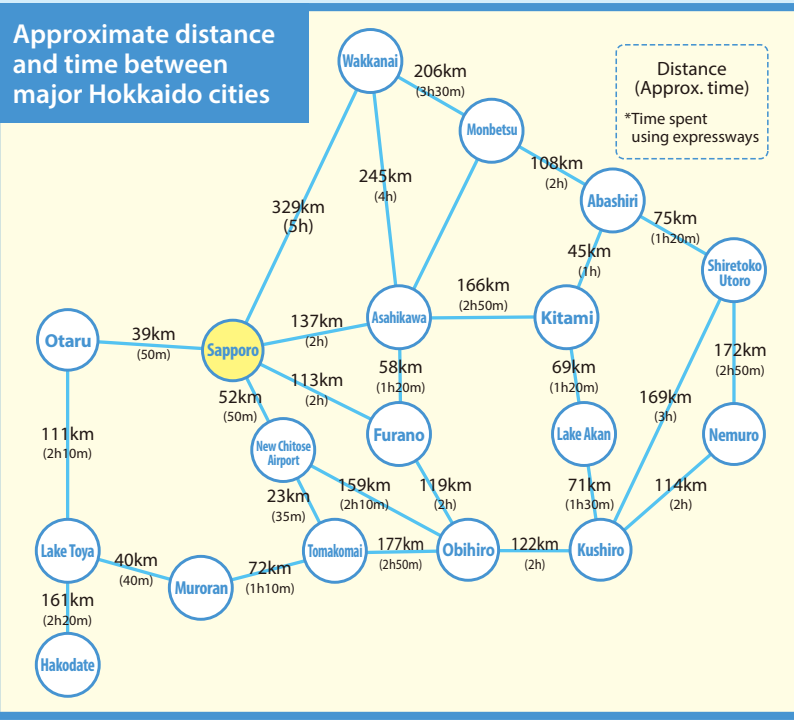 Approximate distance
and time between
major Hokkaido cities
Distance
(Approx. time)
*Time spent
using expressways
Wakkanai
206km
(3h30m)
Monbetsu
108km
(2h)
245km
(4h)
Abashiri
75km
(1h20m)
329km
(5h)
45km
(1h)
Shiretoko
Utoro
166km
(2h50m)
Otaru
39km
(50m)
Sapporo
137km
(2h)
Asahikawa
Kitami
172km
(2h50m)
113km
(2h)
58km
(1h20m)
69km
(1h20m)
52km
(50m)
169km
(3h)
111km
(2h10m)
New Chitose
Airport
Furano
Lake Akan
Nemuro
23km
(35m)
159km
(2h10m)
119km
(2h)
71km
(1h30m)
114km
(2h)
Lake Toya
40km
(40m)
Muroran
72km
(1h10m)
Tomakomai
177km
(2h50m)
Obihiro
122km
(2h)
Kushiro
161km
(2h20m)
Hakodate